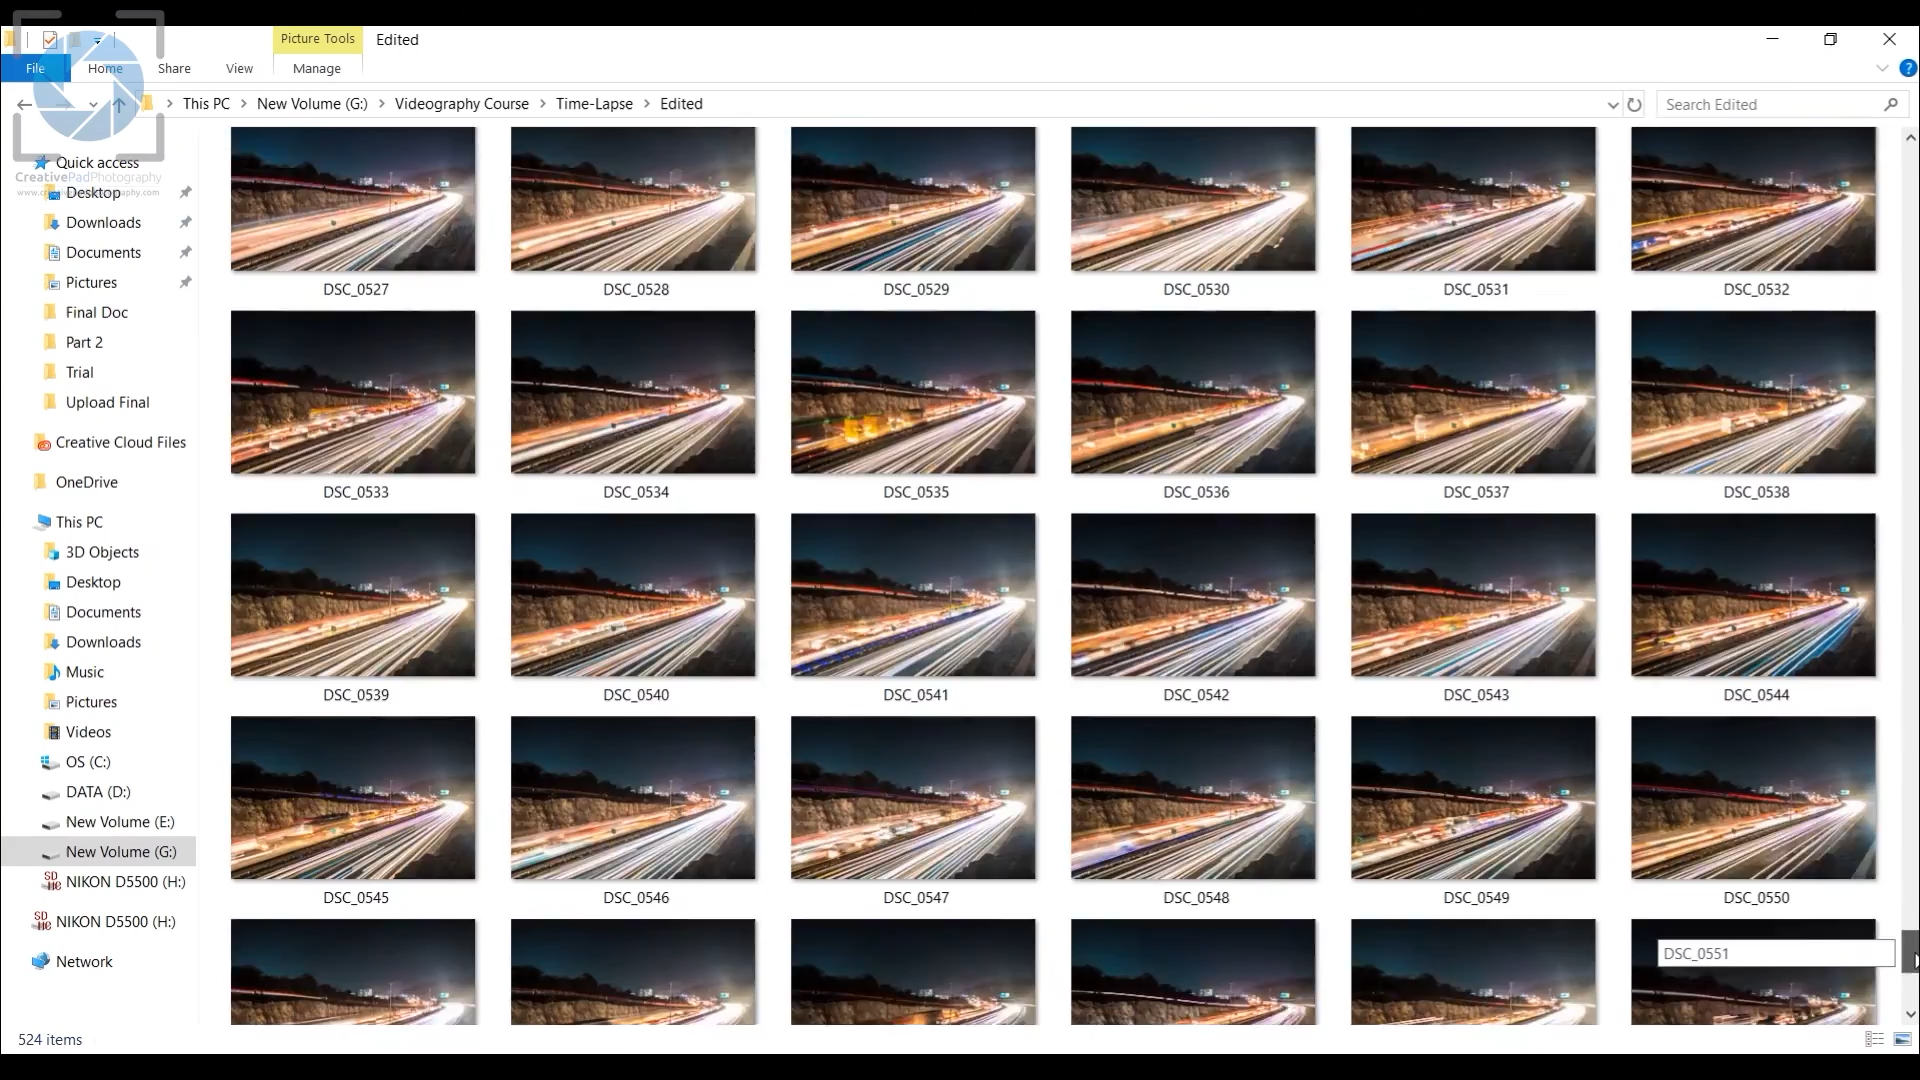 Picture Tools
Edited
File
Home
Share
View
Manage
This PC
New Volume (G:)
Videography Course
Time-Lapse
Edited
Search Edited
Quick access
CreativePadPhotography
Desktop
Downloads
Documents
Pictures
Final Doc
Part 2
Trial
Upload Final
Creative Cloud Files
OneDrive
This PC
3D Objects
Desktop
Documents
Downloads
Music
Pictures
Videos
OS (C:)
DATA (D:)
New Volume (E:)
New Volume (G:)
NIKON D5500 (H:)
NIKON D5500 (H:)
Network
DSC_0527 DSC_0528 DSC_0529 DSC_0530 DSC_0531 DSC_0532
DSC_0533 DSC_0534 DSC_0535 DSC_0536 DSC_0537 DSC_0538
DSC_0539 DSC_0540 DSC_0541 DSC_0542 DSC_0543 DSC_0544
DSC_0545 DSC_0546 DSC_0547 DSC_0548 DSC_0549 DSC_0550
DSC_0551
524 items